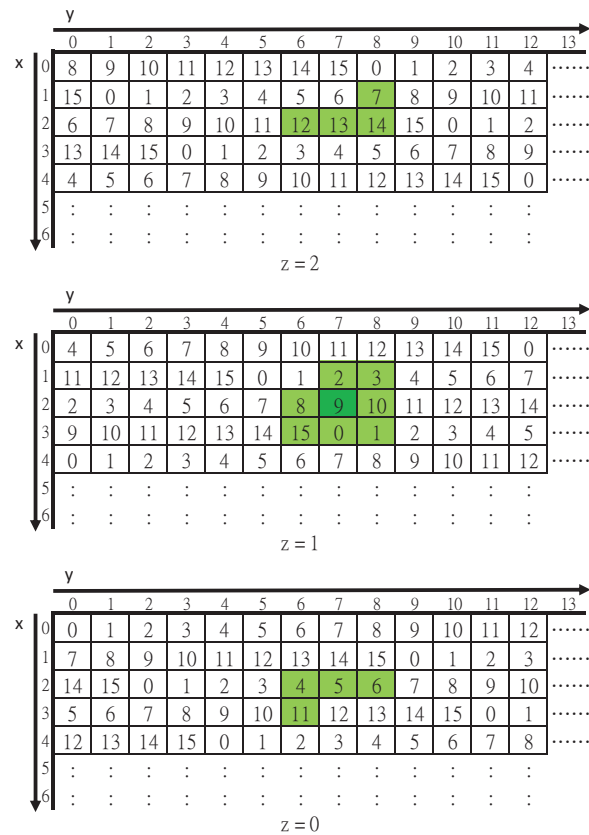 y
0 1 2 3 4 5 6 7 8 9 10 11 12 13
x 0 8 9 10 11 12 13 14 15 0 1 2 3 4 ······
1 15 0 1 2 3 4 5 6 7 8 9 10 11 ······
2 6 7 8 9 10 11 12 13 14 15 0 1 2 ······
3 13 14 15 0 1 2 3 4 5 6 7 8 9 ······
4 4 5 6 7 8 9 10 11 12 13 14 15 0 ······
5 : : : : : : : : : : : : :
6 : : : : : : : : : : : : :
z = 2
y
0 1 2 3 4 5 6 7 8 9 10 11 12 13
x 0 4 5 6 7 8 9 10 11 12 13 14 15 0 ······
1 11 12 13 14 15 0 1 2 3 4 5 6 7 ······
2 2 3 4 5 6 7 8 9 10 11 12 13 14 ······
3 9 10 11 12 13 14 15 0 1 2 3 4 5 ······
4 0 1 2 3 4 5 6 7 8 9 10 11 12 ······
5 : : : : : : : : : : : : :
6 : : : : : : : : : : : : :
z = 1
y
0 1 2 3 4 5 6 7 8 9 10 11 12 13
x 0 0 1 2 3 4 5 6 7 8 9 10 11 12 ······
1 7 8 9 10 11 12 13 14 15 0 1 2 3 ······
2 14 15 0 1 2 3 4 5 6 7 8 9 10 ······
3 5 6 7 8 9 10 11 12 13 14 15 0 1 ······
4 12 13 14 15 0 1 2 3 4 5 6 7 8 ······
5 : : : : : : : : : : : : :
6 : : : : : : : : : : : : :
z = 0